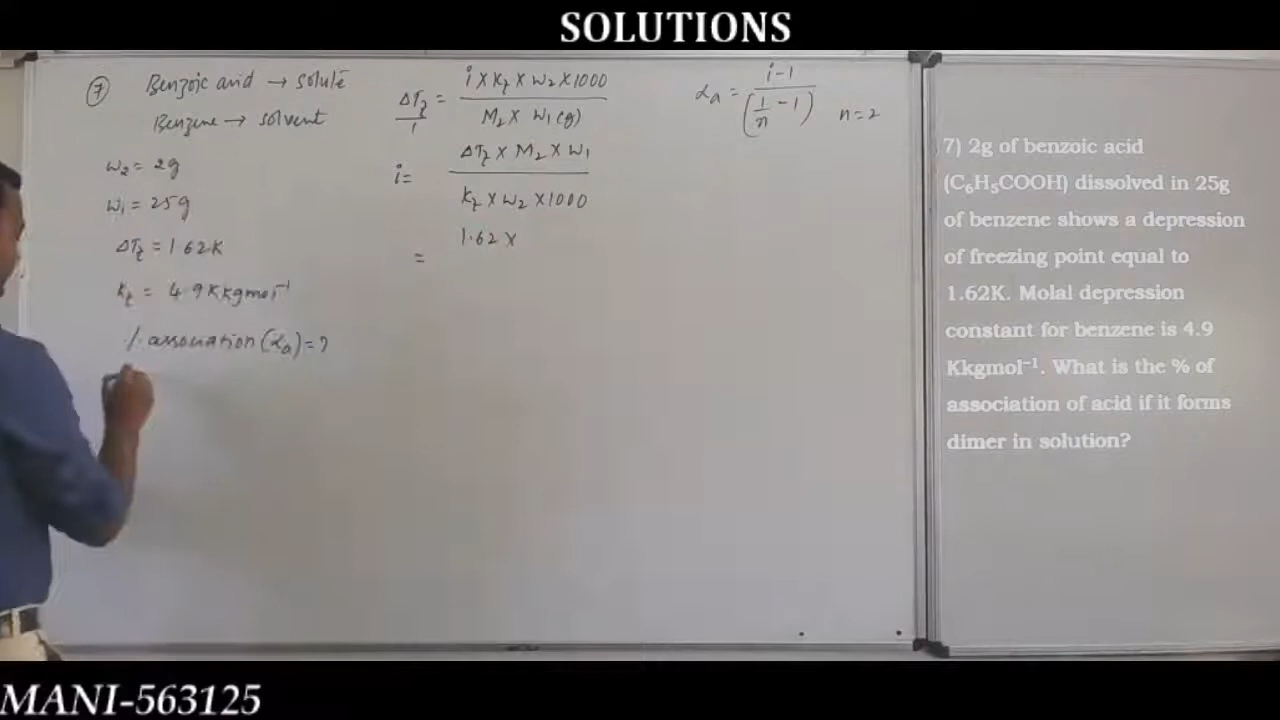 SOLUTIONS
7 Benzoic acid → solute
Benzene → solvent
w₂ = 2g
w₁ = 25g
ΔTf = 1.62K
Kf = 4.9 K kg mol⁻¹
% association (αa) = ?
ΔTf / 1 = i × Kf × w₂ × 1000 / M₂ × w₁ (g)
i = ΔTf × M₂ × w₁ / Kf × w₂ × 1000
= 1.62 ×
αa = i-1 / (1/n - 1) n=2
7) 2g of benzoic acid
(C₆H₅COOH) dissolved in 25g
of benzene shows a depression
of freezing point equal to
1.62K. Molal depression
constant for benzene is 4.9
Kkgmol⁻¹. What is the % of
association of acid if it forms
dimer in solution?
MANI-563125